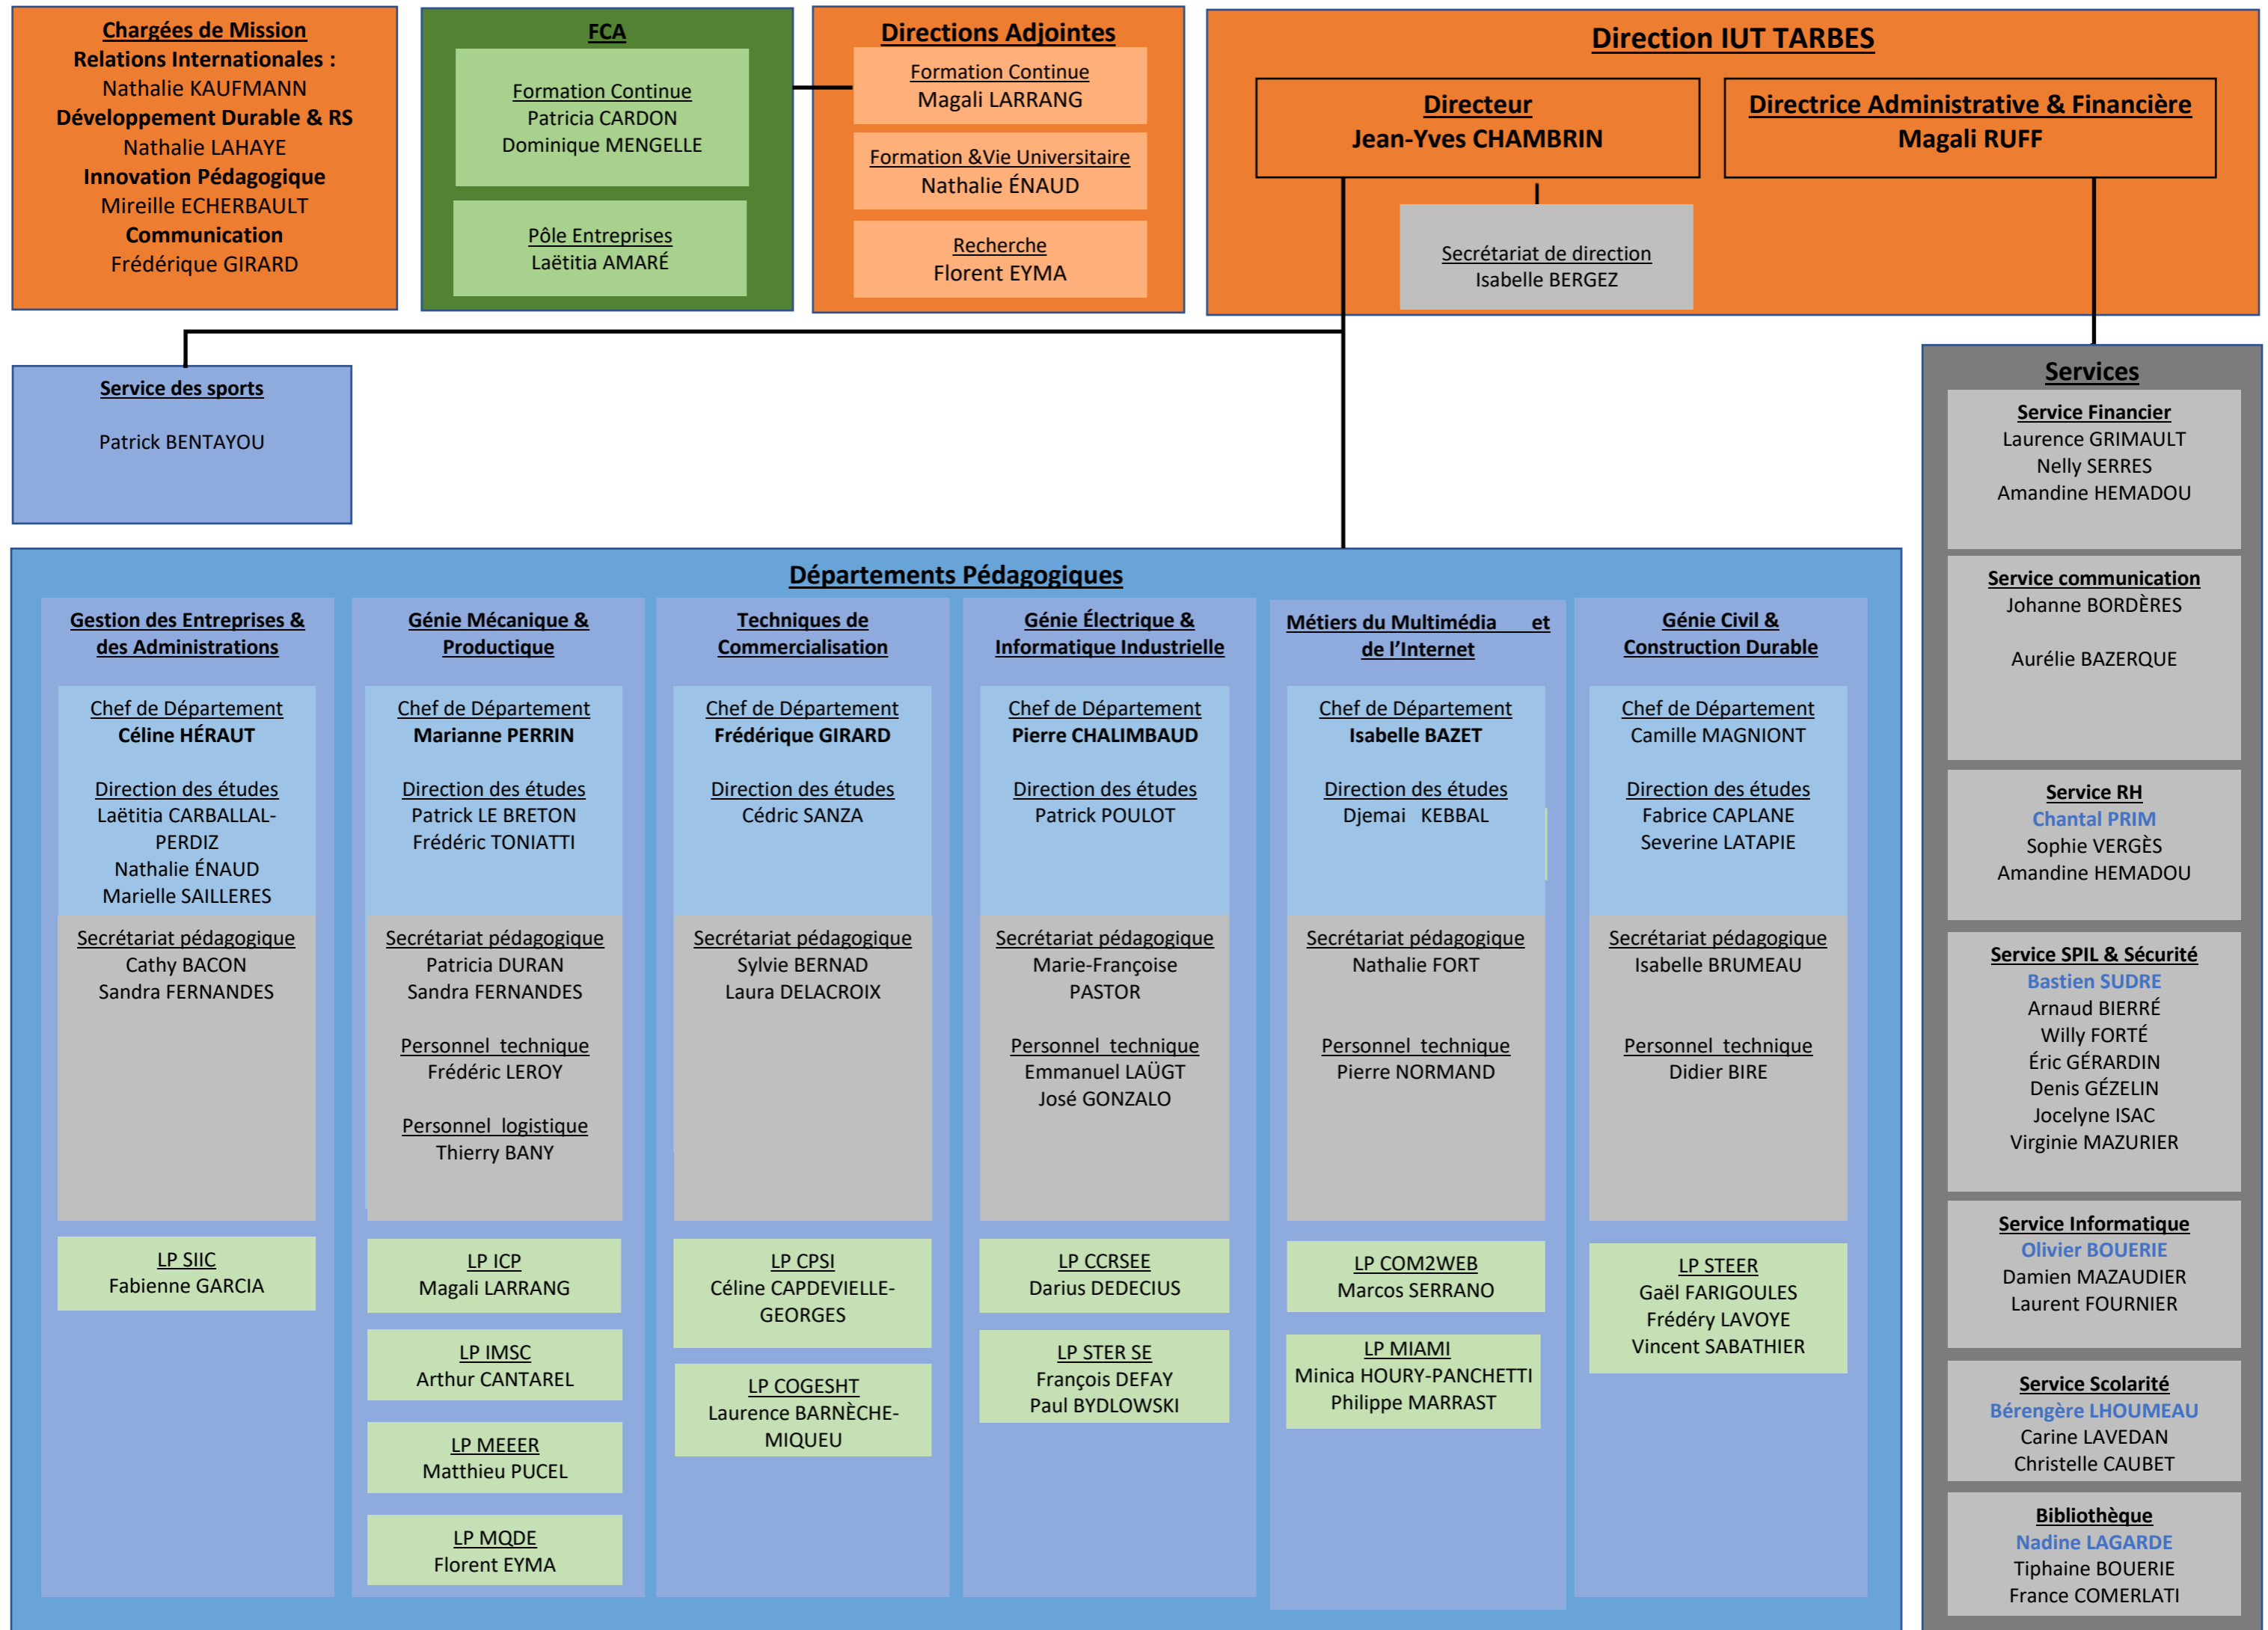 Chargées de Mission
Relations Internationales :
Nathalie KAUFMANN
Développement Durable & RS
Nathalie LAHAYE
Innovation Pédagogique
Mireille ECHERBAULT
Communication
Frédérique GIRARD
FCA
Formation Continue
Patricia CARDON
Dominique MENGELLE
Pôle Entreprises
Laëtitia AMARÉ
Directions Adjointes
Formation Continue
Magali LARRANG
Formation &Vie Universitaire
Nathalie ÉNAUD
Recherche
Florent EYMA
Direction IUT TARBES
Directeur
Jean-Yves CHAMBRIN
Directrice Administrative & Financière
Magali RUFF
Secrétariat de direction
Isabelle BERGEZ
Service des sports
Patrick BENTAYOU
Départements Pédagogiques
Gestion des Entreprises &
des Administrations
Chef de Département
Céline HÉRAUT
Direction des études
Laëtitia CARBALLAL-
PERDIZ
Nathalie ÉNAUD
Marielle SAILLERES
Secrétariat pédagogique
Cathy BACON
Sandra FERNANDES
LP SIIC
Fabienne GARCIA
Génie Mécanique &
Productique
Chef de Département
Marianne PERRIN
Direction des études
Patrick LE BRETON
Frédéric TONIATTI
Secrétariat pédagogique
Patricia DURAN
Sandra FERNANDES
Personnel technique
Frédéric LEROY
Personnel logistique
Thierry BANY
LP ICP
Magali LARRANG
LP IMSC
Arthur CANTAREL
LP MEEER
Matthieu PUCEL
LP MQDE
Florent EYMA
Techniques de
Commercialisation
Chef de Département
Frédérique GIRARD
Direction des études
Cédric SANZA
Secrétariat pédagogique
Sylvie BERNAD
Laura DELACROIX
LP CPSI
Céline CAPDEVIELLE-
GEORGES
LP COGESHT
Laurence BARNÈCHE-
MIQUEU
Génie Électrique &
Informatique Industrielle
Chef de Département
Pierre CHALIMBAUD
Direction des études
Patrick POULOT
Secrétariat pédagogique
Marie-Françoise
PASTOR
Personnel technique
Emmanuel LAÜGT
José GONZALO
LP CCRSEE
Darius DEDECIUS
LP STER SE
François DEFAY
Paul BYDLOWSKI
Métiers du Multimédia et
de l'Internet
Chef de Département
Isabelle BAZET
Direction des études
Djemai KEBBAL
Secrétariat pédagogique
Nathalie FORT
Personnel technique
Pierre NORMAND
LP COM2WEB
Marcos SERRANO
LP MIAMI
Minica HOURY-PANCHETTI
Philippe MARRAST
Génie Civil &
Construction Durable
Chef de Département
Camille MAGNIONT
Direction des études
Fabrice CAPLANE
Severine LATAPIE
Secrétariat pédagogique
Isabelle BRUMEAU
Personnel technique
Didier BIRE
LP STEER
Gaël FARIGOULES
Frédéry LAVOYE
Vincent SABATHIER
Services
Service Financier
Laurence GRIMAULT
Nelly SERRES
Amandine HEMADOU
Service communication
Johanne BORDÈRES
Aurélie BAZERQUE
Service RH
Chantal PRIM
Sophie VERGÈS
Amandine HEMADOU
Service SPIL & Sécurité
Bastien SUDRE
Arnaud BIERRÉ
Willy FORTÉ
Éric GÉRARDIN
Denis GÉZELIN
Jocelyne ISAC
Virginie MAZURIER
Service Informatique
Olivier BOUERIE
Damien MAZAUDIER
Laurent FOURNIER
Service Scolarité
Bérengère LHOUMEAU
Carine LAVEDAN
Christelle CAUBET
Bibliothèque
Nadine LAGARDE
Tiphaine BOUERIE
France COMERLATI